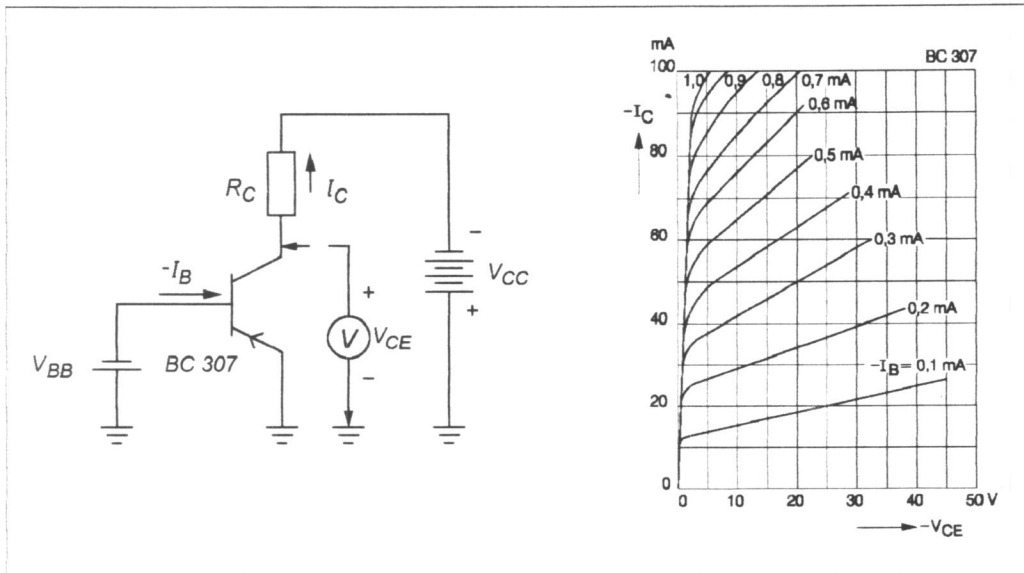 R_C
I_C
-I_B
V_BB
BC 307
+
V
V_CE
−
−
V_CC
+
mA
BC 307
100
1,0
0,9
0,8
0,7 mA
-I_C
0,6 mA
80
0,5 mA
0,4 mA
60
0,3 mA
40
0,2 mA
-I_B= 0,1 mA
20
0
0 10 20 30 40 50 V
-V_CE